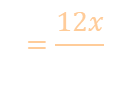 = 12x